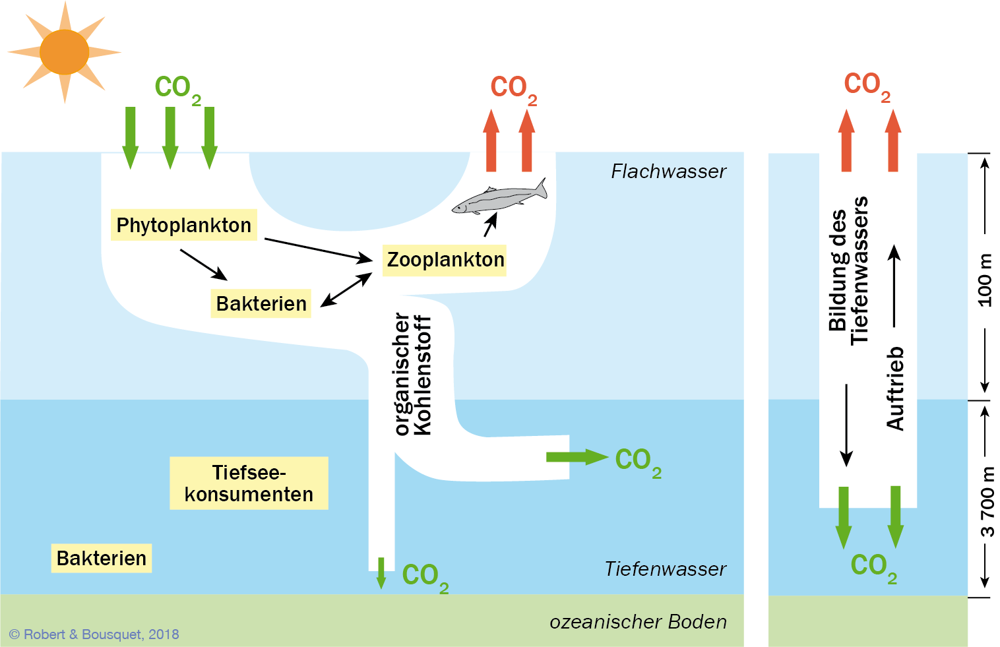 CO2
CO2
CO2
Flachwasser
Phytoplankton
Zooplankton
Bakterien
organischer
Kohlenstoff
Bildung des
Tiefenwassers
Auftrieb
100 m
Tiefsee-
konsumenten
CO2
Bakterien
CO2
Tiefenwasser
CO2
3 700 m
ozeanischer Boden
© Robert & Bousquet, 2018